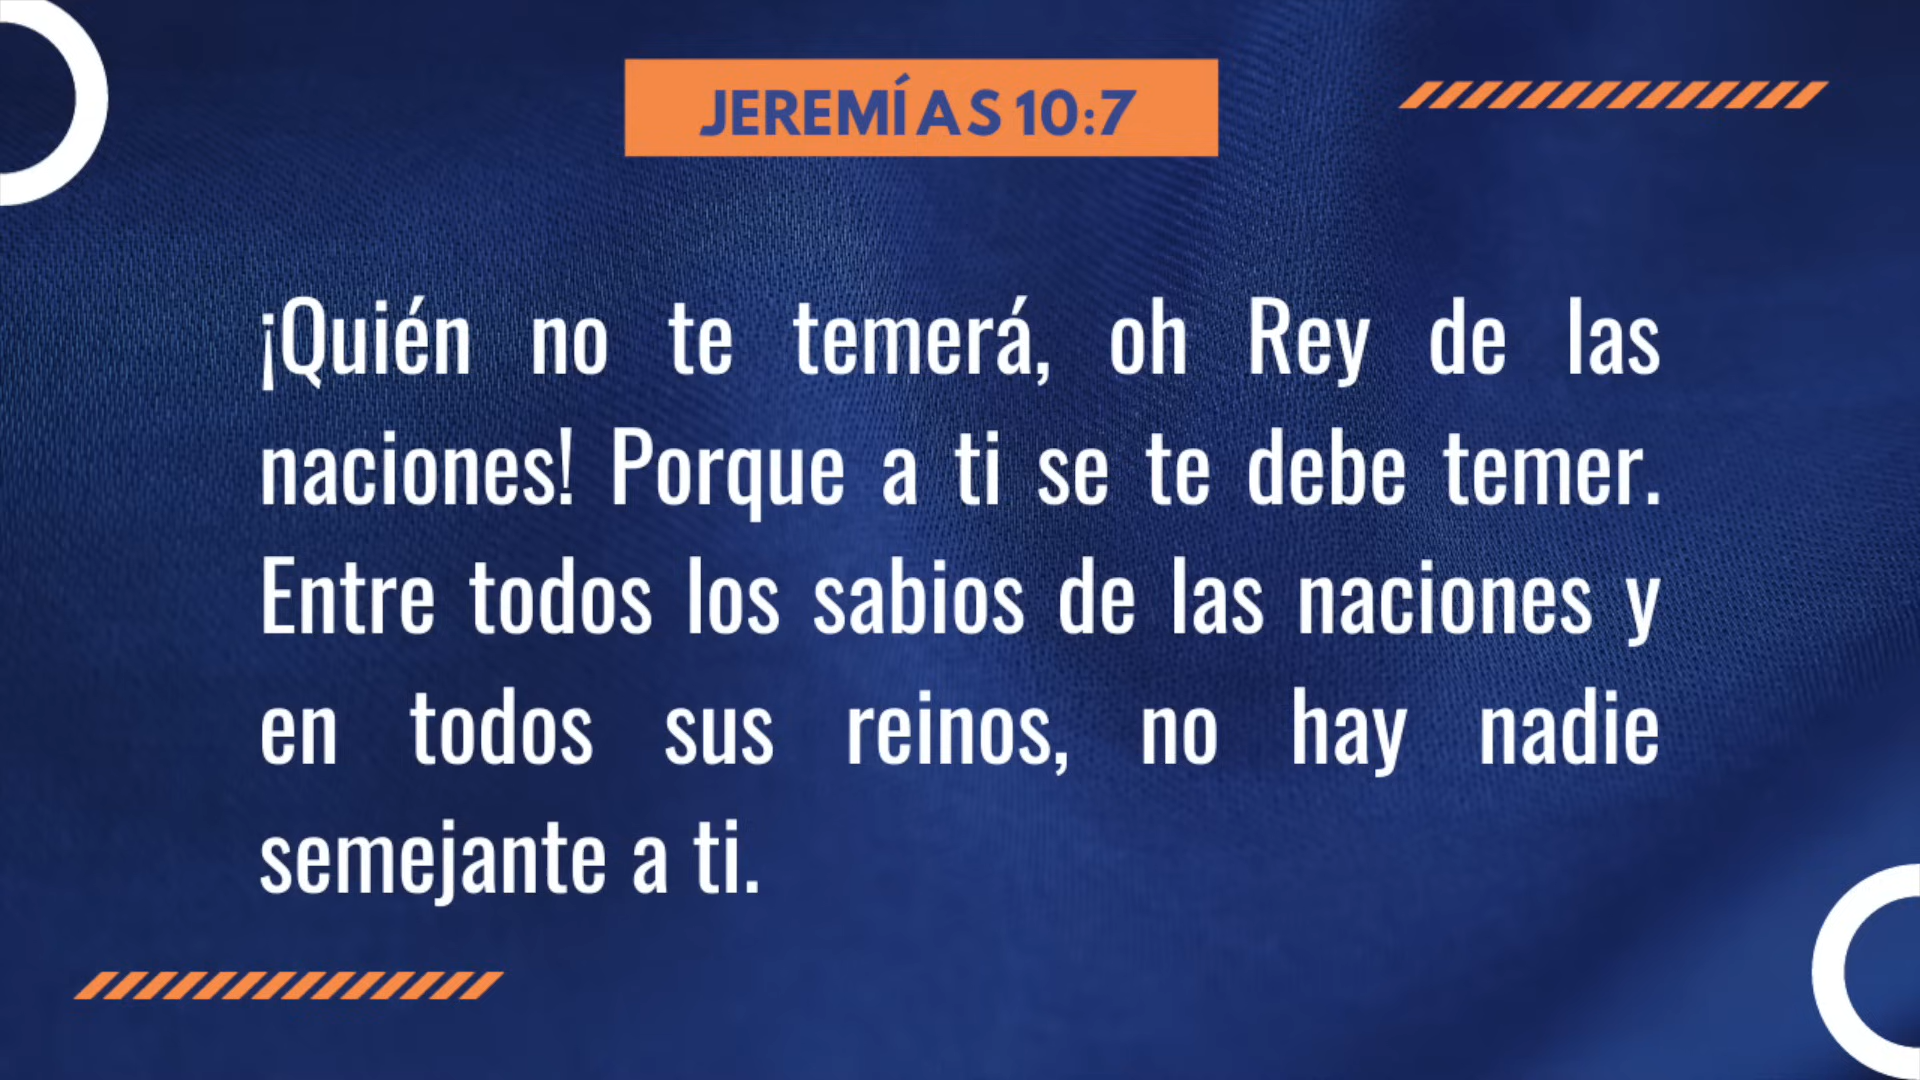 JEREMÍAS 10:7
¡Quién no te temerá, oh Rey de las
naciones! Porque a ti se te debe temer.
Entre todos los sabios de las naciones y
en todos sus reinos, no hay nadie
semejante a ti.